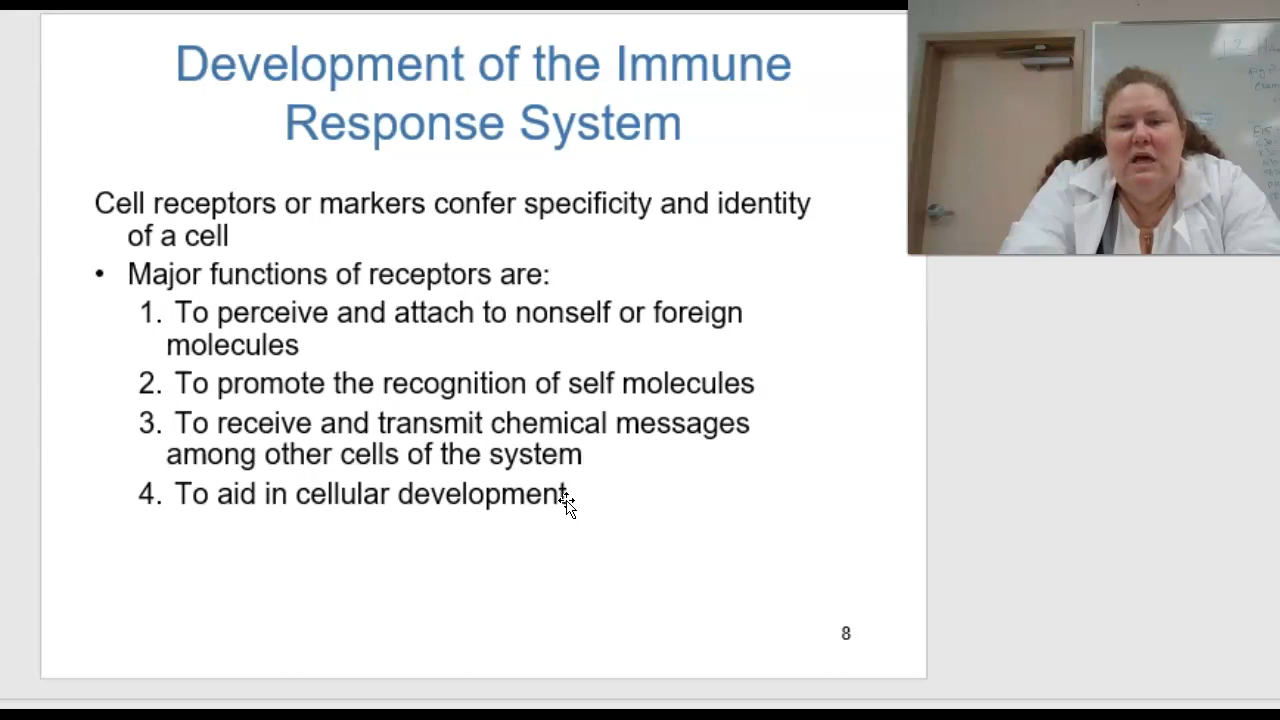 Development of the Immune
Response System
Cell receptors or markers confer specificity and identity
of a cell
• Major functions of receptors are:
1. To perceive and attach to nonself or foreign
molecules
2. To promote the recognition of self molecules
3. To receive and transmit chemical messages
among other cells of the system
4. To aid in cellular development
8